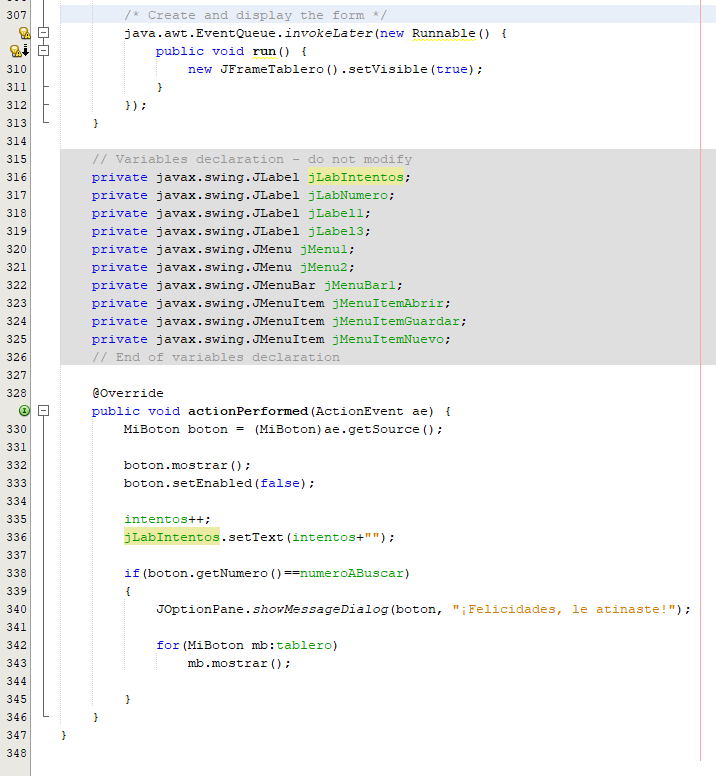 307         /* Create and display the form */
            java.awt.EventQueue.invokeLater(new Runnable() {
                public void run() {
310                 new JFrameTablero().setVisible(true);
311             }
312         });
313     }
314
315     // Variables declaration - do not modify
316     private javax.swing.JLabel jLabIntentos;
317     private javax.swing.JLabel jLabNumero;
318     private javax.swing.JLabel jLabel1;
319     private javax.swing.JLabel jLabel3;
320     private javax.swing.JMenu jMenu1;
321     private javax.swing.JMenu jMenu2;
322     private javax.swing.JMenuBar jMenuBar1;
323     private javax.swing.JMenuItem jMenuItemAbrir;
324     private javax.swing.JMenuItem jMenuItemGuardar;
325     private javax.swing.JMenuItem jMenuItemNuevo;
326     // End of variables declaration
327
328     @Override
        public void actionPerformed(ActionEvent ae) {
330         MiBoton boton = (MiBoton)ae.getSource();
331
332         boton.mostrar();
333         boton.setEnabled(false);
334
335         intentos++;
336         jLabIntentos.setText(intentos+"");
337
338         if(boton.getNumero()==numeroABuscar)
339         {
340             JOptionPane.showMessageDialog(boton, "¡Felicidades, le atinaste!");
341
342             for(MiBoton mb:tablero)
343                 mb.mostrar();
344
345         }
346     }
347 }
348